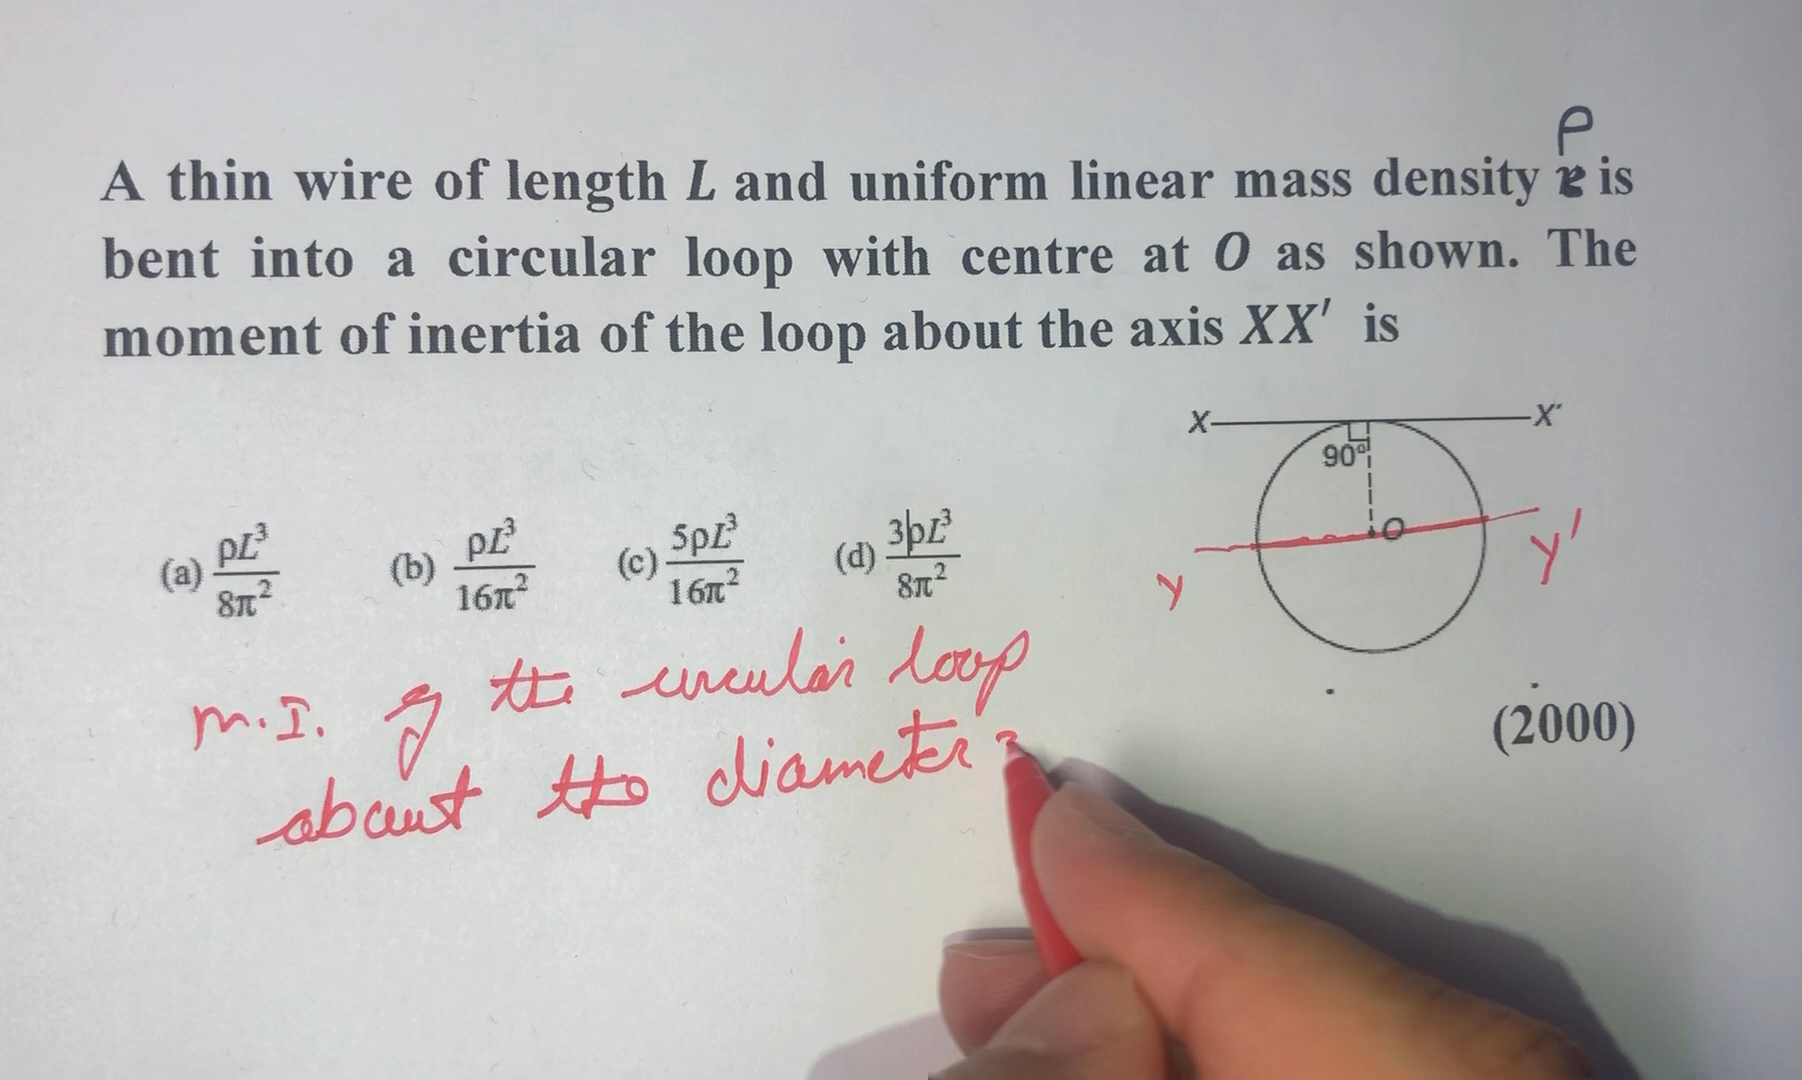 ρ
A thin wire of length L and uniform linear mass density is
bent into a circular loop with centre at O as shown. The
moment of inertia of the loop about the axis XX′ is
X X'
90°
O
Y Y'
(a) ρL³/8π² (b) ρL³/16π² (c) 5ρL³/16π² (d) 3ρL³/8π²
(2000)
M.I. of the circular loop
about the diameter